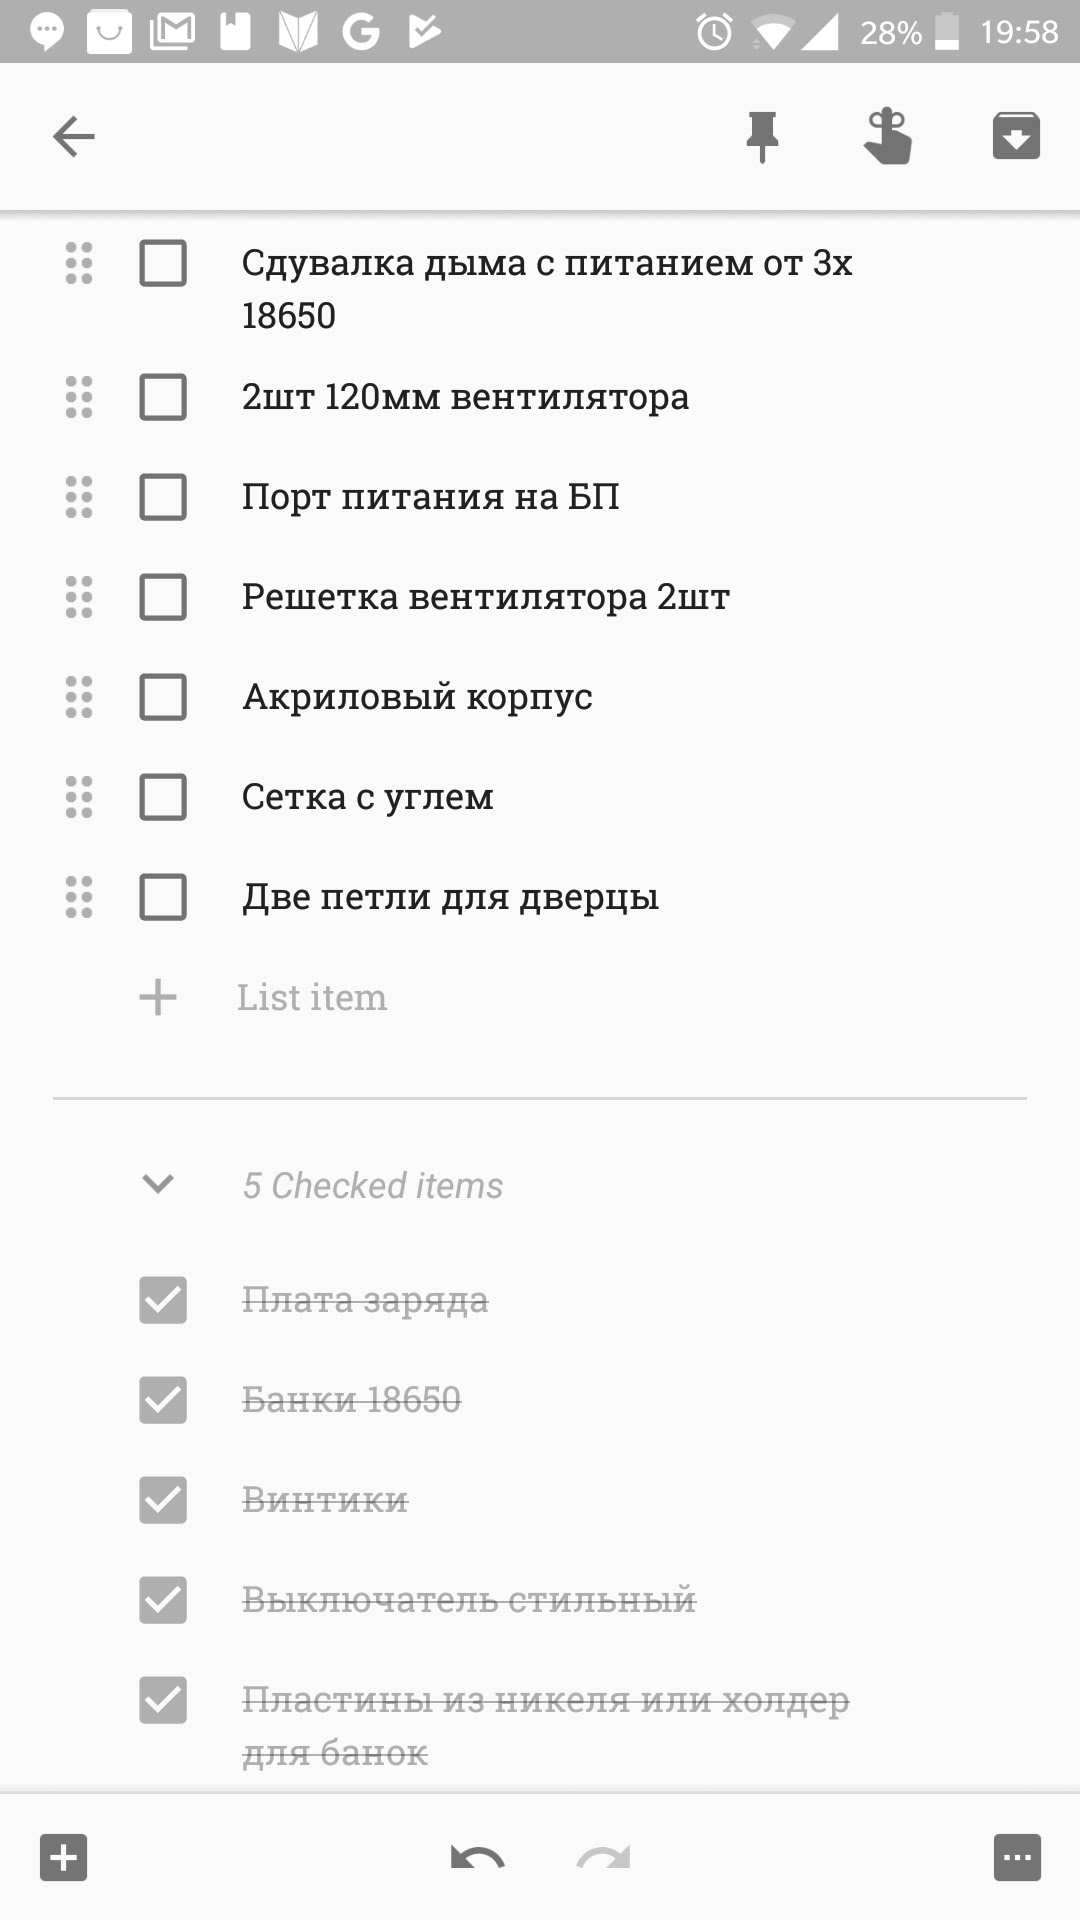 28% 19:58
Сдувалка дыма с питанием от 3х
18650
2шт 120мм вентилятора
Порт питания на БП
Решетка вентилятора 2шт
Акриловый корпус
Сетка с углем
Две петли для дверцы
List item
5 Checked items
Плата заряда
Банки 18650
Винтики
Выключатель стильный
Пластины из никеля или холдер
для банок